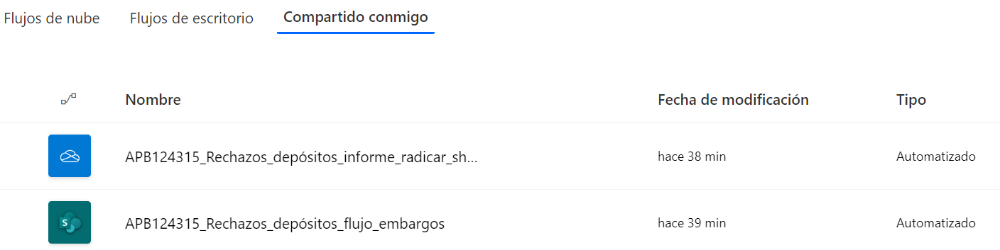 Flujos de nube Flujos de escritorio Compartido conmigo
Nombre Fecha de modificación Tipo
APB124315_Rechazos_depósitos_informe_radicar_sh... hace 38 min Automatizado
S APB124315_Rechazos_depósitos_flujo_embargos hace 39 min Automatizado